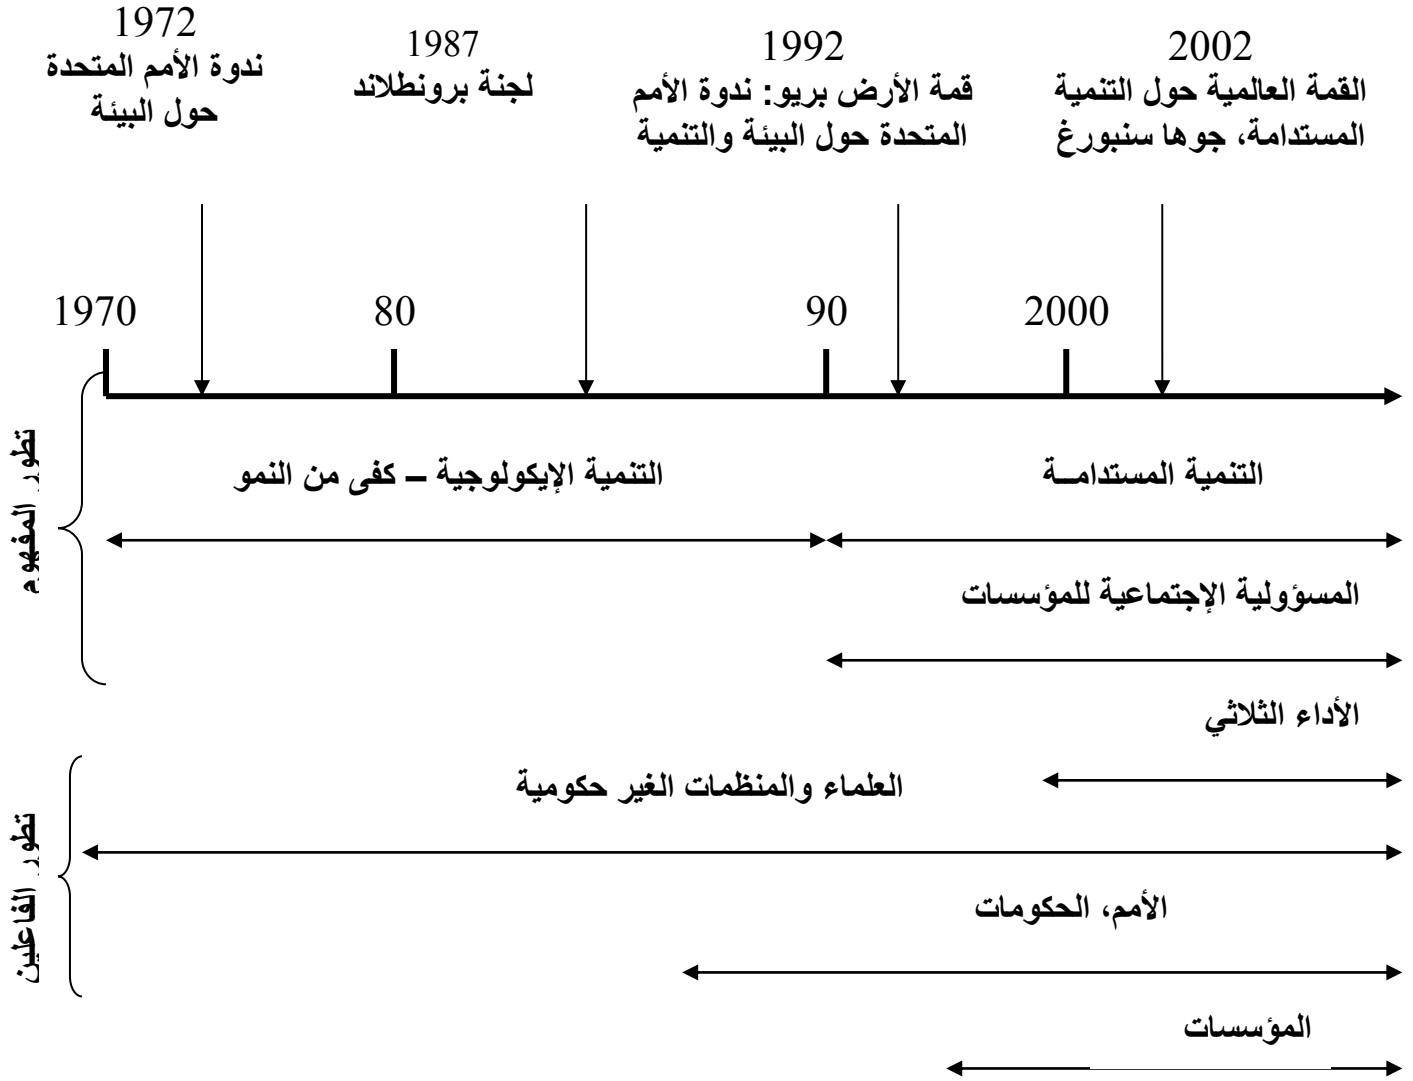 1972
ندوة الأمم المتحدة
حول البيئة
1987
لجنة برونطلاند
1992
قمة الأرض بريو: ندوة الأمم
المتحدة حول البيئة والتنمية
2002
القمة العالمية حول التنمية
المستدامة، جوها سنبورغ
1970
80
90
2000
تطور المفهوم
التنمية الإيكولوجية – كفى من النمو
التنمية المستدامــة
المسؤولية الإجتماعية للمؤسسات
الأداء الثلاثي
تطور الفاعلين
العلماء والمنظمات الغير حكومية
الأمم، الحكومات
المؤسسات